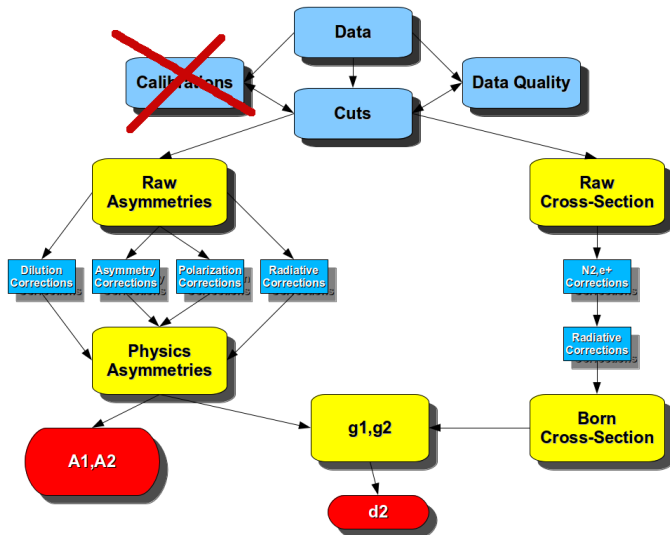 Data
Calibrations
Data Quality
Cuts
Raw
Asymmetries
Raw
Cross-Section
Dilution
Corrections
Asymmetry
Corrections
Polarization
Corrections
Radiative
Corrections
N2,e+
Corrections
Radiative
Corrections
Physics
Asymmetries
g1,g2
Born
Cross-Section
A1,A2
d2